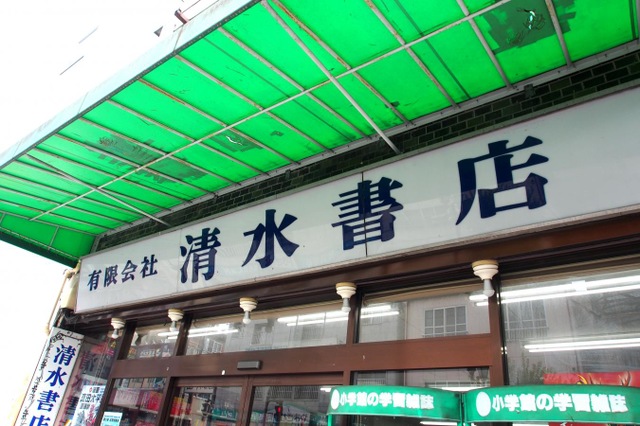 有限会社 清水書店
清水書店
小学館の学習雑誌
小学館の学習雑誌